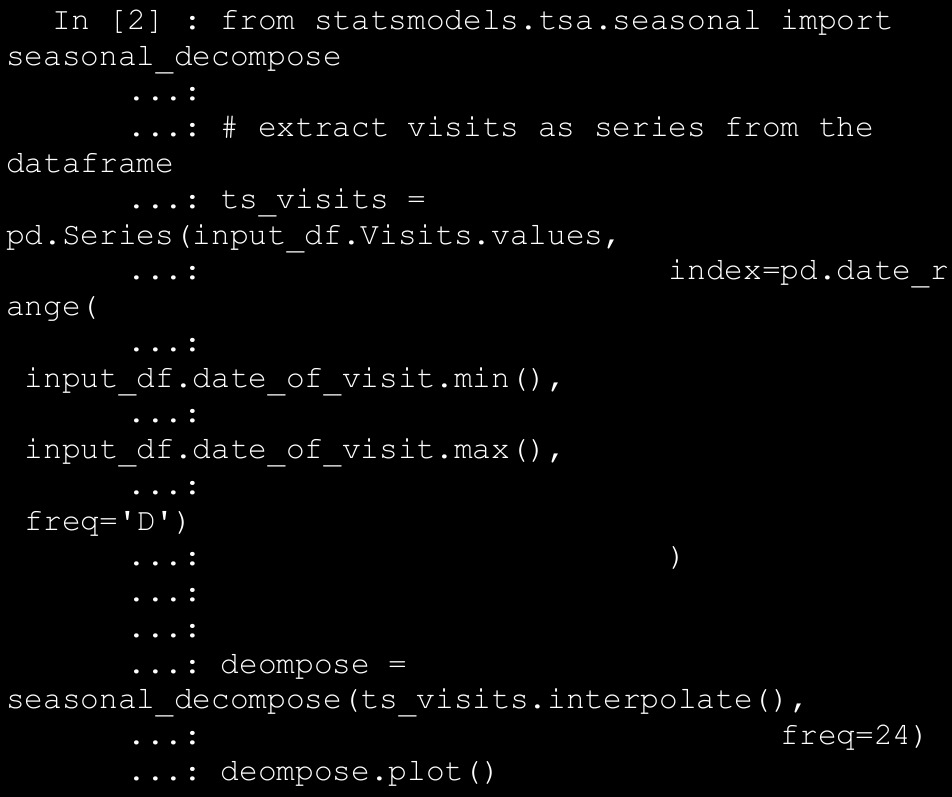 In [2] : from statsmodels.tsa.seasonal import
seasonal_decompose
...:
...: # extract visits as series from the
dataframe
...: ts_visits =
pd.Series(input_df.Visits.values,
...: index=pd.date_r
ange(
...:
input_df.date_of_visit.min(),
...:
input_df.date_of_visit.max(),
...:
freq='D')
...: )
...:
...:
...: deompose =
seasonal_decompose(ts_visits.interpolate(),
...: freq=24)
...: deompose.plot()